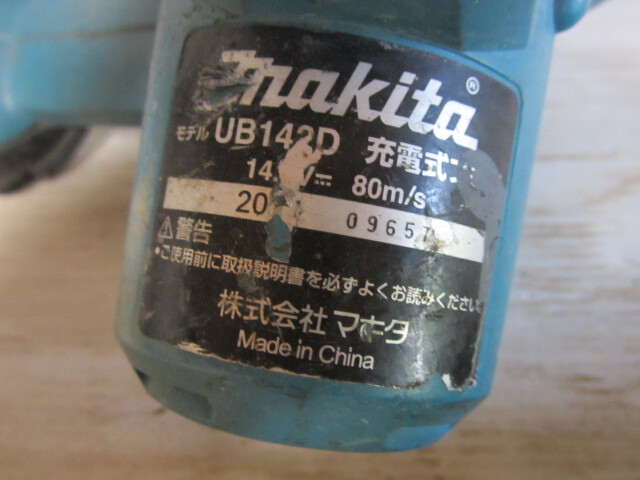 makita®
モデル UB142D 充電式
14. V⎓ 80m/s
20 09657
⚠警告
•ご使用前に取扱説明書を必ずよくお読みください。
株式会社 マキタ
Made in China